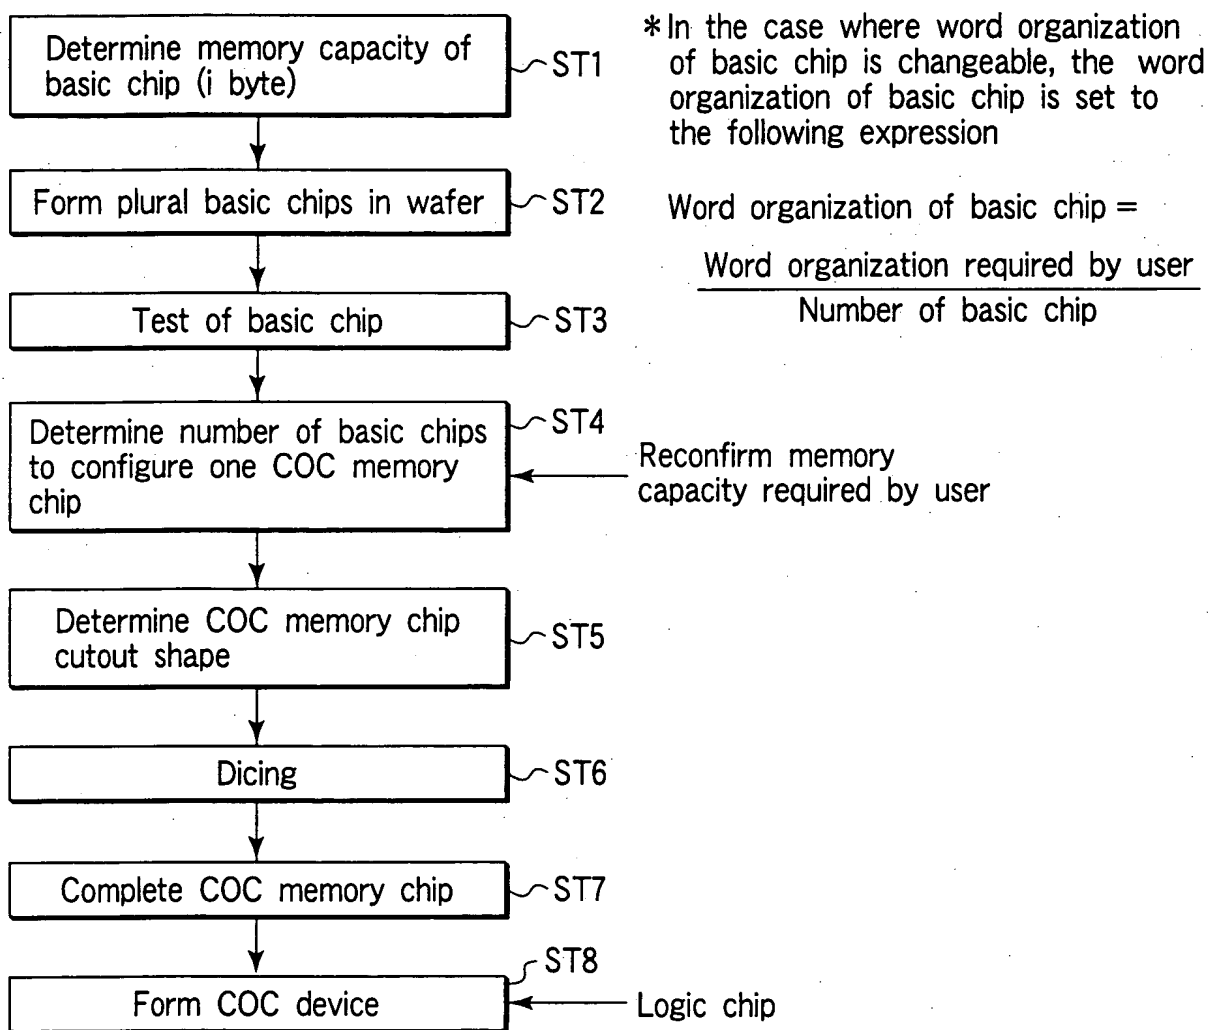 Determine memory capacity of
basic chip (i byte)
ST1
Form plural basic chips in wafer
ST2
Test of basic chip
ST3
Determine number of basic chips
to configure one COC memory
chip
ST4
Reconfirm memory
capacity required by user
Determine COC memory chip
cutout shape
ST5
Dicing
ST6
Complete COC memory chip
ST7
Form COC device
ST8
Logic chip
*In the case where word organization
of basic chip is changeable, the word
organization of basic chip is set to
the following expression
Word organization of basic chip =
Word organization required by user
Number of basic chip